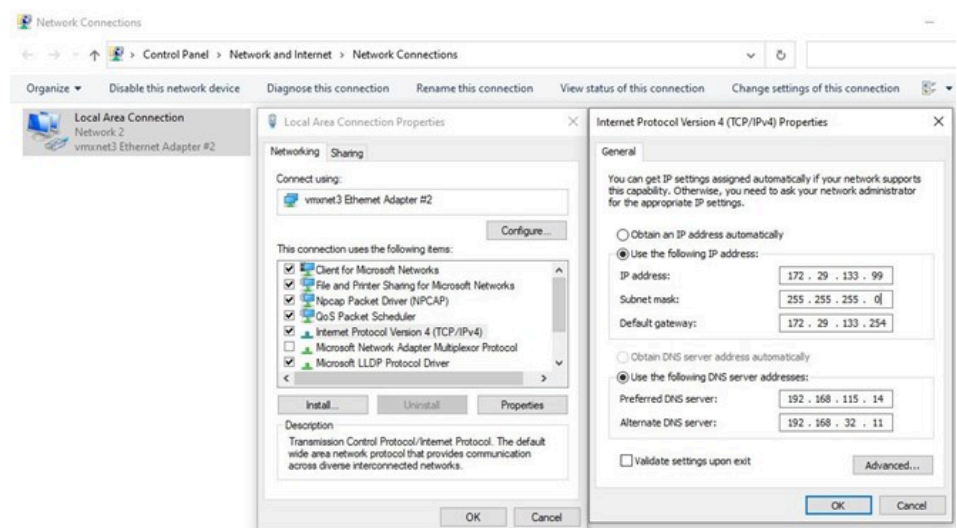 Network Connections
Control Panel > Network and Internet > Network Connections
Organize Disable this network device Diagnose this connection Rename this connection View status of this connection Change settings of this connection
Local Area Connection
Network 2
vmxnet3 Ethernet Adapter #2
Local Area Connection Properties
Networking Sharing
Connect using:
vmxnet3 Ethernet Adapter #2
Configure...
This connection uses the following items:
Client for Microsoft Networks
File and Printer Sharing for Microsoft Networks
Npcap Packet Driver (NPCAP)
QoS Packet Scheduler
Internet Protocol Version 4 (TCP/IPv4)
Microsoft Network Adapter Multiplexor Protocol
Microsoft LLDP Protocol Driver
Install... Uninstall Properties
Description
Transmission Control Protocol/Internet Protocol. The default
wide area network protocol that provides communication
across diverse interconnected networks.
OK Cancel
Internet Protocol Version 4 (TCP/IPv4) Properties
General
You can get IP settings assigned automatically if your network supports
this capability. Otherwise, you need to ask your network administrator
for the appropriate IP settings.
Obtain an IP address automatically
Use the following IP address:
IP address: 172 . 29 . 133 . 99
Subnet mask: 255 . 255 . 255 . 0
Default gateway: 172 . 29 . 133 . 254
Obtain DNS server address automatically
Use the following DNS server addresses:
Preferred DNS server: 192 . 168 . 115 . 14
Alternate DNS server: 192 . 168 . 32 . 11
Validate settings upon exit
Advanced...
OK Cancel